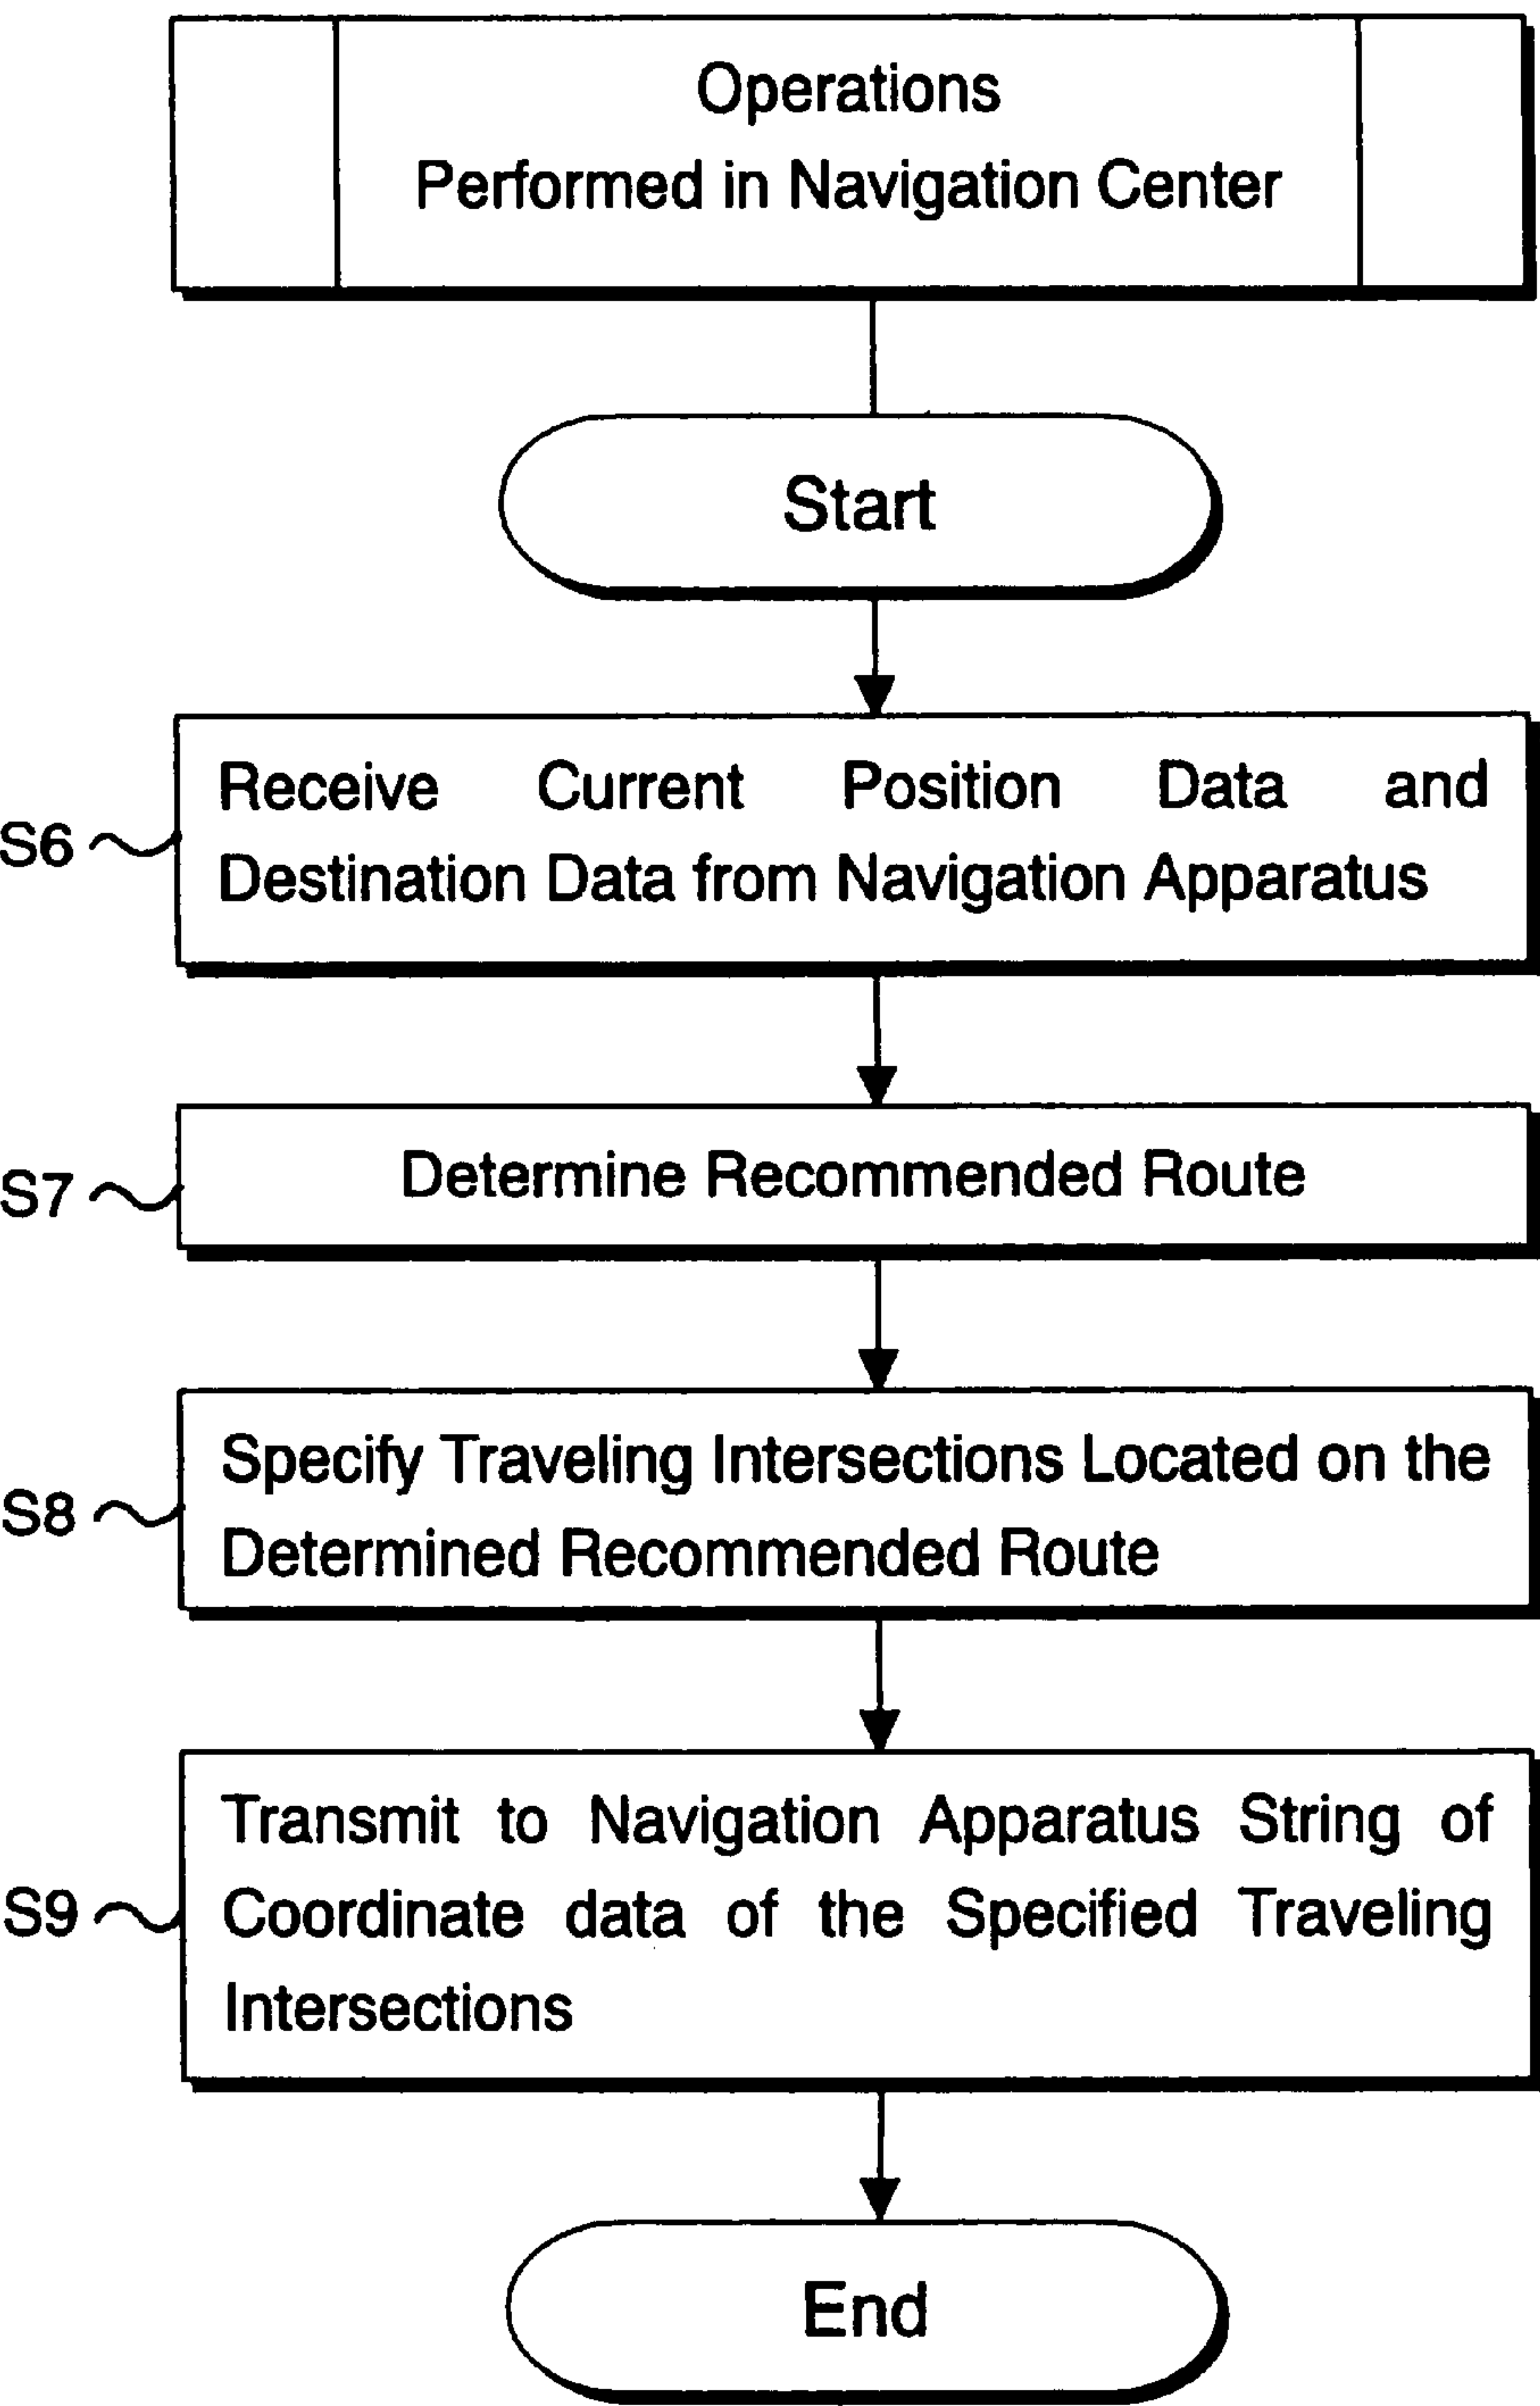 Operations
Performed in Navigation Center
Start
S6
Receive Current Position Data and
Destination Data from Navigation Apparatus
S7
Determine Recommended Route
S8
Specify Traveling Intersections Located on the
Determined Recommended Route
S9
Transmit to Navigation Apparatus String of
Coordinate data of the Specified Traveling
Intersections
End